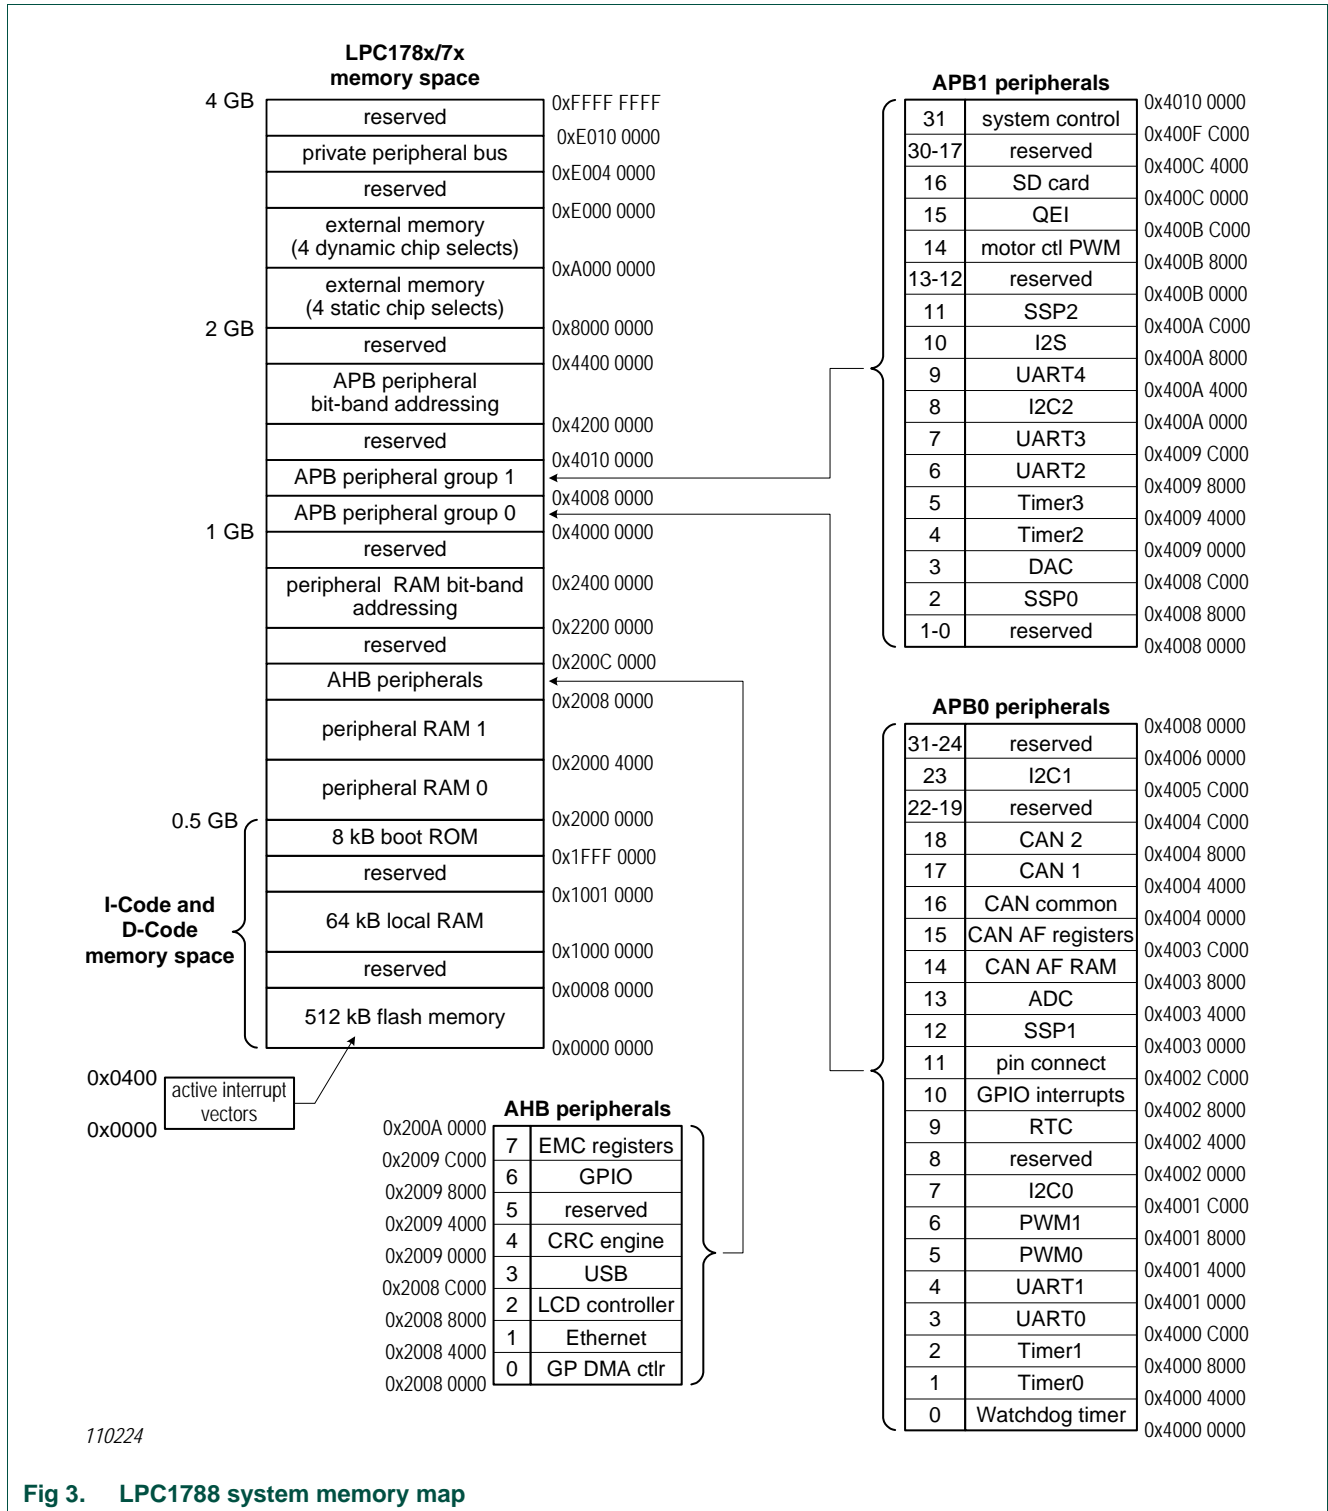 LPC178x/7x
memory space
4 GB
0xFFFF FFFF
reserved
0xE010 0000
private peripheral bus
0xE004 0000
reserved
0xE000 0000
external memory
(4 dynamic chip selects)
0xA000 0000
external memory
(4 static chip selects)
2 GB
0x8000 0000
reserved
0x4400 0000
APB peripheral
bit-band addressing
0x4200 0000
reserved
0x4010 0000
APB peripheral group 1
0x4008 0000
APB peripheral group 0
1 GB
0x4000 0000
reserved
0x2400 0000
peripheral RAM bit-band
addressing
0x2200 0000
reserved
0x200C 0000
AHB peripherals
0x2008 0000
peripheral RAM 1
0x2000 4000
peripheral RAM 0
0.5 GB
0x2000 0000
8 kB boot ROM
0x1FFF 0000
reserved
0x1001 0000
I-Code and
D-Code
memory space
64 kB local RAM
0x1000 0000
reserved
0x0008 0000
512 kB flash memory
0x0000 0000
0x0400
active interrupt
vectors
0x0000
AHB peripherals
0x200A 0000
7 EMC registers
0x2009 C000
6 GPIO
0x2009 8000
5 reserved
0x2009 4000
4 CRC engine
0x2009 0000
3 USB
0x2008 C000
2 LCD controller
0x2008 8000
1 Ethernet
0x2008 4000
0 GP DMA ctlr
0x2008 0000
APB1 peripherals
0x4010 0000
31 system control
0x400F C000
30-17 reserved
0x400C 4000
16 SD card
0x400C 0000
15 QEI
0x400B C000
14 motor ctl PWM
0x400B 8000
13-12 reserved
0x400B 0000
11 SSP2
0x400A C000
10 I2S
0x400A 8000
9 UART4
0x400A 4000
8 I2C2
0x400A 0000
7 UART3
0x4009 C000
6 UART2
0x4009 8000
5 Timer3
0x4009 4000
4 Timer2
0x4009 0000
3 DAC
0x4008 C000
2 SSP0
0x4008 8000
1-0 reserved
0x4008 0000
APB0 peripherals
0x4008 0000
31-24 reserved
0x4006 0000
23 I2C1
0x4005 C000
22-19 reserved
0x4004 C000
18 CAN 2
0x4004 8000
17 CAN 1
0x4004 4000
16 CAN common
0x4004 0000
15 CAN AF registers
0x4003 C000
14 CAN AF RAM
0x4003 8000
13 ADC
0x4003 4000
12 SSP1
0x4003 0000
11 pin connect
0x4002 C000
10 GPIO interrupts
0x4002 8000
9 RTC
0x4002 4000
8 reserved
0x4002 0000
7 I2C0
0x4001 C000
6 PWM1
0x4001 8000
5 PWM0
0x4001 4000
4 UART1
0x4001 0000
3 UART0
0x4000 C000
2 Timer1
0x4000 8000
1 Timer0
0x4000 4000
0 Watchdog timer
0x4000 0000
110224
Fig 3. LPC1788 system memory map